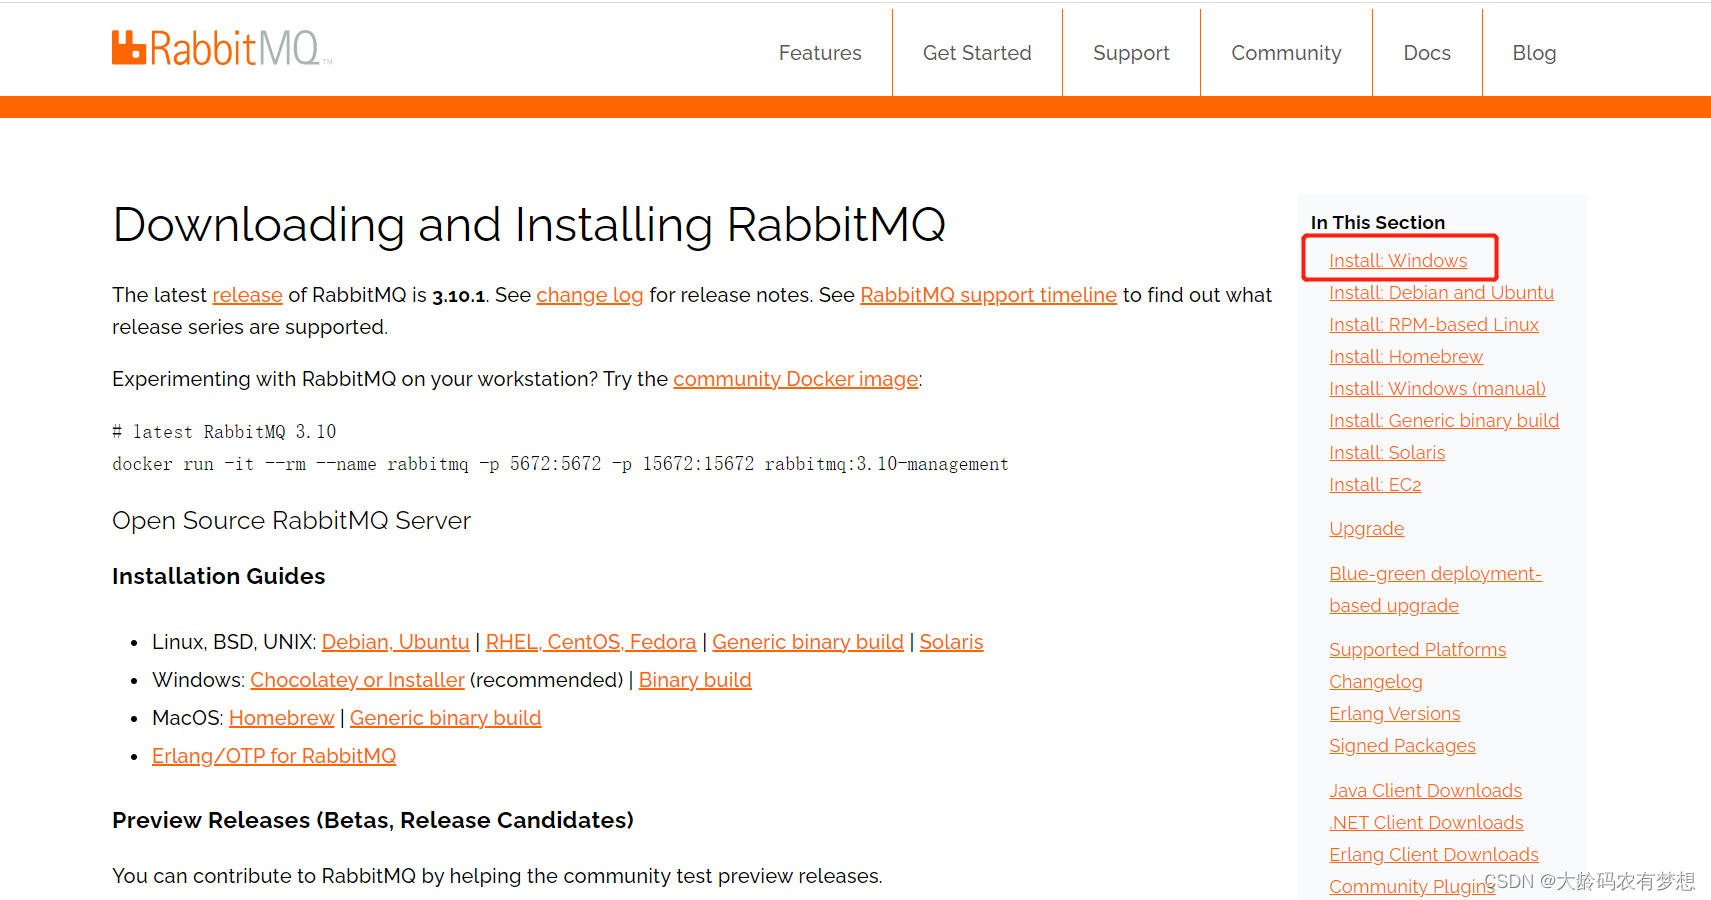 RabbitMQ™
Features
Get Started
Support
Community
Docs
Blog
Downloading and Installing RabbitMQ
The latest release of RabbitMQ is 3.10.1. See change log for release notes. See RabbitMQ support timeline to find out what
release series are supported.
Experimenting with RabbitMQ on your workstation? Try the community Docker image:
# latest RabbitMQ 3.10
docker run -it --rm --name rabbitmq -p 5672:5672 -p 15672:15672 rabbitmq:3.10-management
Open Source RabbitMQ Server
Installation Guides
• Linux, BSD, UNIX: Debian, Ubuntu | RHEL, CentOS, Fedora | Generic binary build | Solaris
• Windows: Chocolatey or Installer (recommended) | Binary build
• MacOS: Homebrew | Generic binary build
• Erlang/OTP for RabbitMQ
Preview Releases (Betas, Release Candidates)
You can contribute to RabbitMQ by helping the community test preview releases.
In This Section
Install: Windows
Install: Debian and Ubuntu
Install: RPM-based Linux
Install: Homebrew
Install: Windows (manual)
Install: Generic binary build
Install: Solaris
Install: EC2
Upgrade
Blue-green deployment-
based upgrade
Supported Platforms
Changelog
Erlang Versions
Signed Packages
Java Client Downloads
.NET Client Downloads
Erlang Client Downloads
Community Plugins
CSDN @大龄码农有梦想